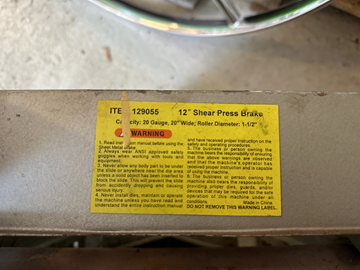 ITE 129055 12" Shear Press Brake
Capacity: 20 Gauge, 20" Wide; Roller Diameter: 1-1/2"
WARNING
1. Read instruction manual before using the
Sheet Metal
2. Always wear ANSI approved safety
goggles when working with tools and
equipment.
3. Never allow any body part to be under
the slide or anywhere near the die area
unless a solid object has been inserted to
block the slide. This will prevent the slide
from accidently dropping and causing
serious injury.
4. Never install dies, maintain or operate
the machine unless you have read and
understand the entire instruction manual
and have received proper instruction on the
safety and operating procedures.
5. The business or person owning the
machine bears the responsibility of ensuring
that the above warnings are observed
and that the machine's operator has
received proper instruction and is capable
of using the machine.
6. The business or person owning the
machine also bears the responsibility of
providing proper dies, guards, and/or
devices that may be required for the safe
operation of this machine under all
conditions. Made in China
DO NOT REMOVE THIS WARNING LABEL.